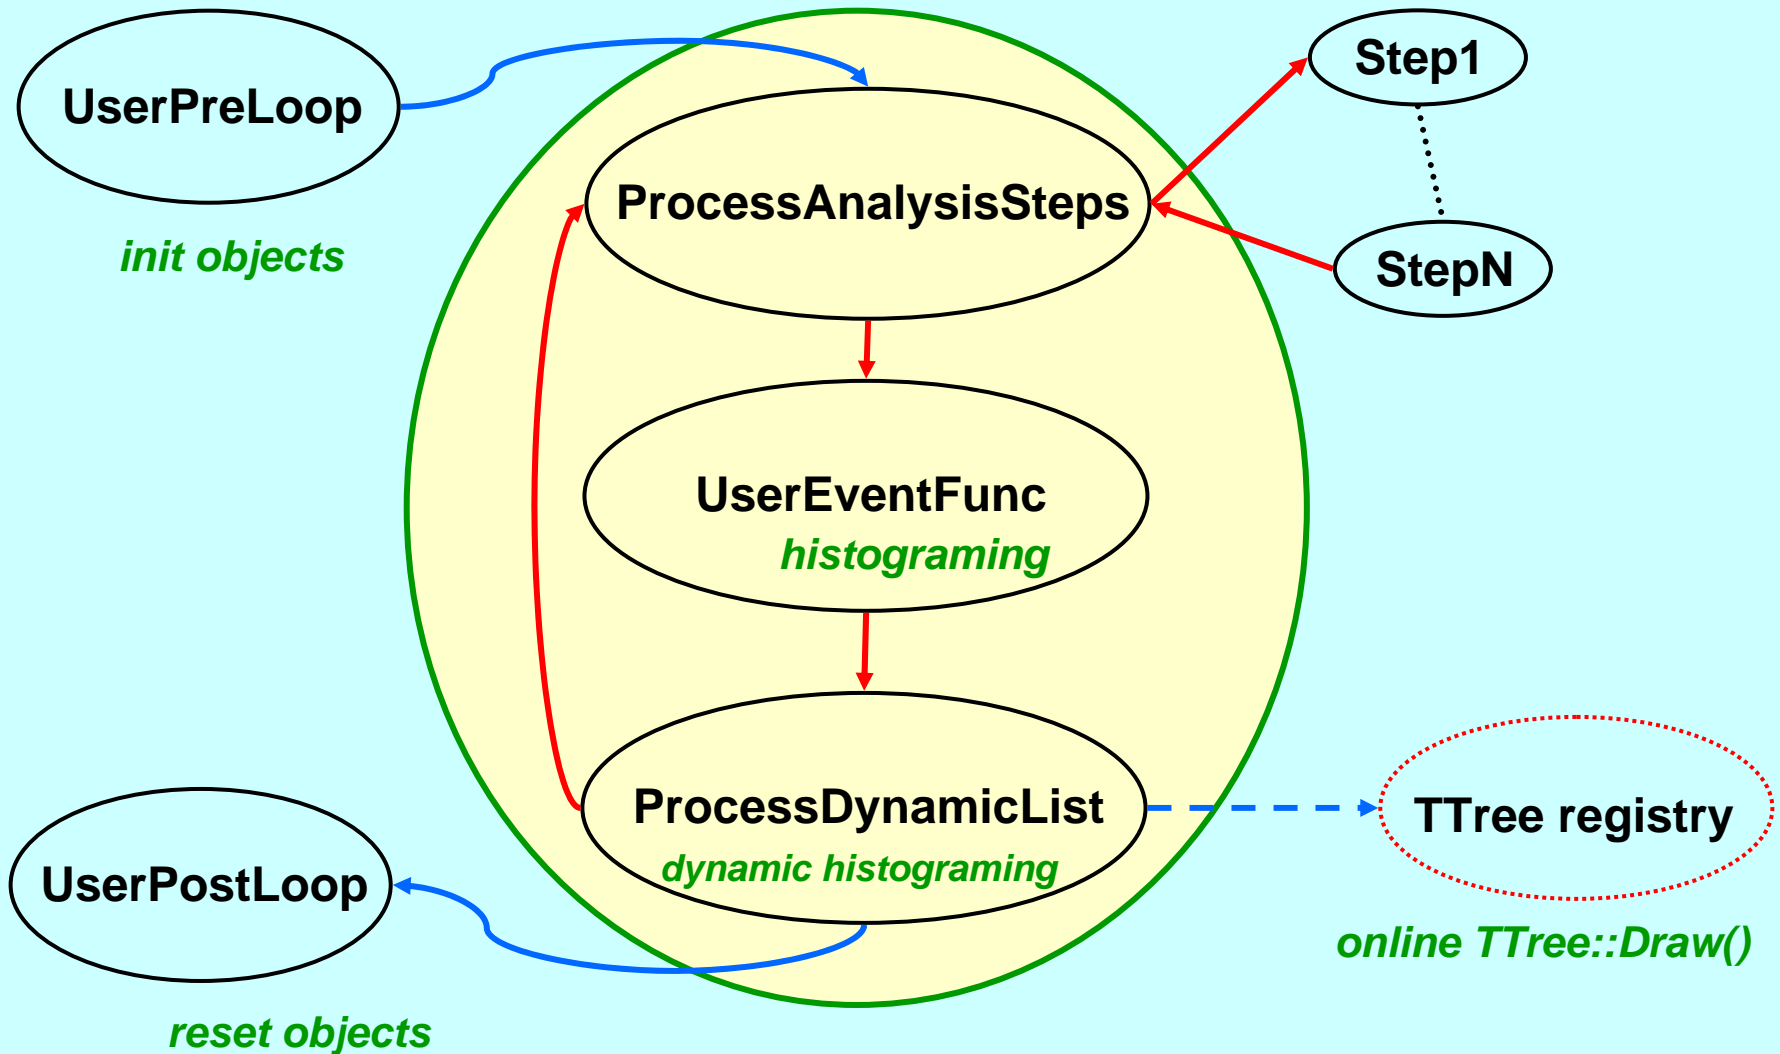 UserPreLoop
init objects
Step1
ProcessAnalysisSteps
StepN
UserEventFunc
histograming
ProcessDynamicList
dynamic histograming
TTree registry
online TTree::Draw()
UserPostLoop
reset objects